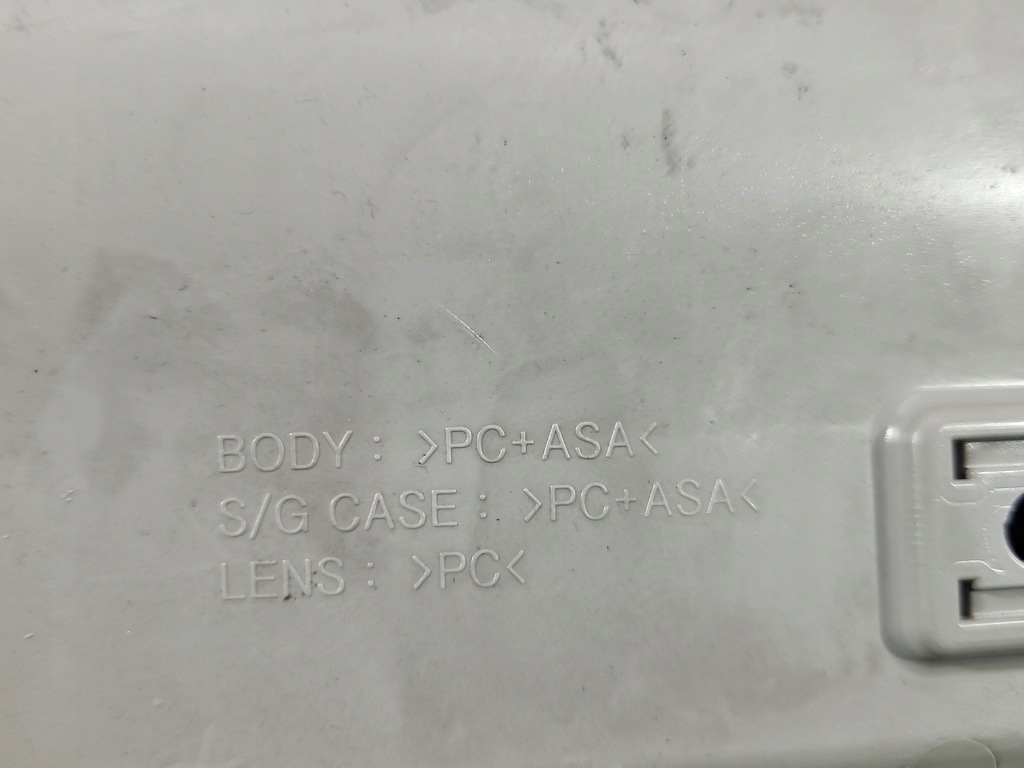 BODY : >PC+ASA<
S/G CASE : >PC+ASA<
LENS : >PC<